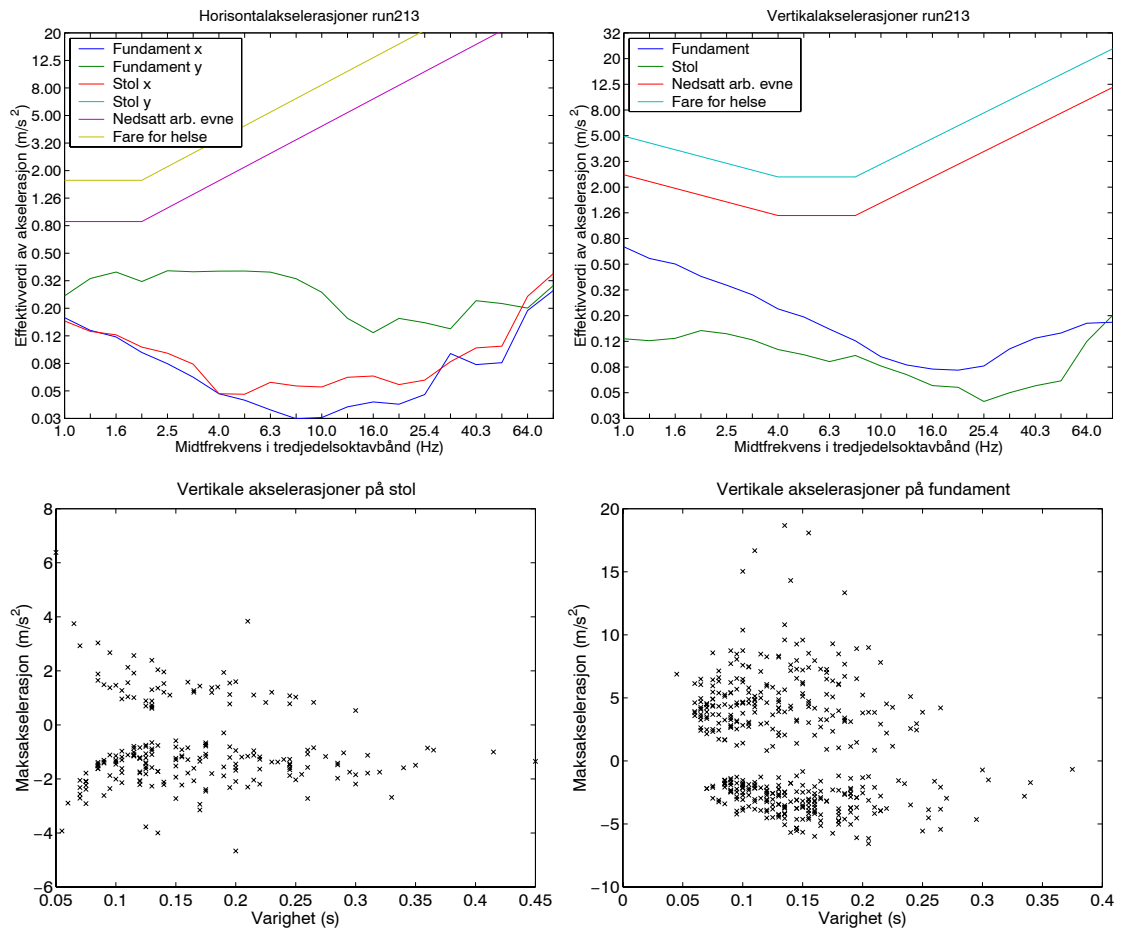 Horisontalakselerasjoner run213
Effektivverdi av akselerasjon (m/s²)
20
12.5
8.00
5.00
3.20
2.00
1.26
0.80
0.50
0.32
0.20
0.12
0.08
0.05
0.03
Fundament x
Fundament y
Stol x
Stol y
Nedsatt arb. evne
Fare for helse
1.0 1.6 2.5 4.0 6.3 10.0 16.0 25.4 40.3 64.0
Midtfrekvens i tredjedelsoktavbånd (Hz)
Vertikalakselerasjoner run213
Effektivverdi av akselerasjon (m/s²)
32
20
12.5
8.00
5.00
3.20
2.00
1.26
0.80
0.50
0.32
0.20
0.12
0.08
0.05
0.03
Fundament
Stol
Nedsatt arb. evne
Fare for helse
1.0 1.6 2.5 4.0 6.3 10.0 16.0 25.4 40.3 64.0
Midtfrekvens i tredjedelsoktavbånd (Hz)
Vertikale akselerasjoner på stol
Maksakselerasjon (m/s²)
8
6
4
2
0
−2
−4
−6
0.05 0.1 0.15 0.2 0.25 0.3 0.35 0.4 0.45
Varighet (s)
Vertikale akselerasjoner på fundament
Maksakselerasjon (m/s²)
20
15
10
5
0
−5
−10
0 0.05 0.1 0.15 0.2 0.25 0.3 0.35 0.4
Varighet (s)